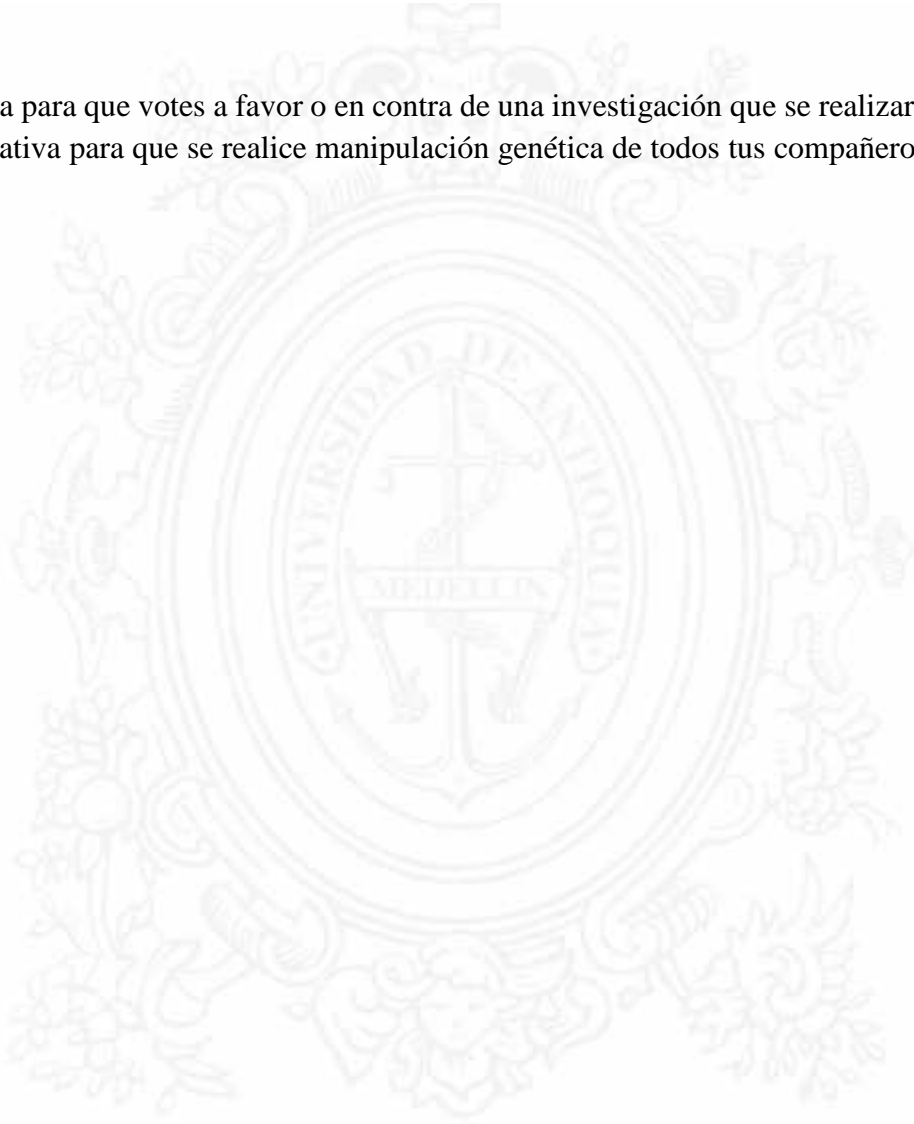 a para que votes a favor o en contra de una investigación que se realizar
ativa para que se realice manipulación genética de todos tus compañero
UNIVERSIDAD DE ANTIOQUIA
MEDELLIN